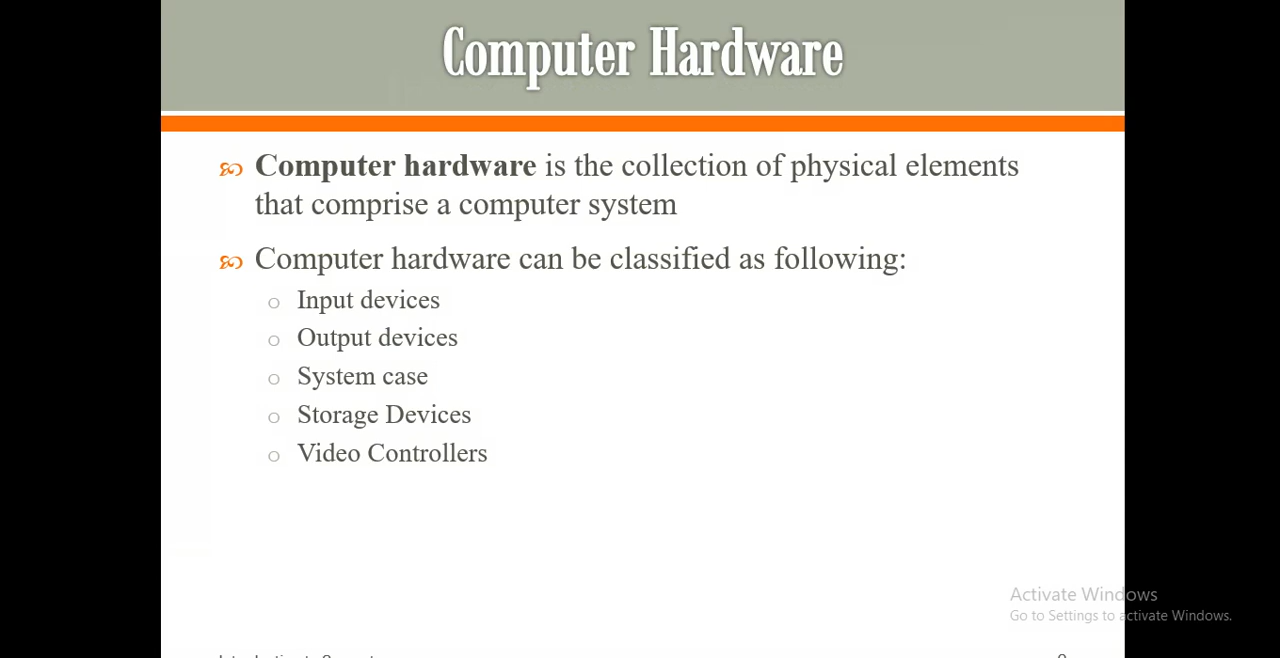 Computer Hardware
Computer hardware is the collection of physical elements
that comprise a computer system
Computer hardware can be classified as following:
Input devices
Output devices
System case
Storage Devices
Video Controllers
Activate Windows
Go to Settings to activate Windows.